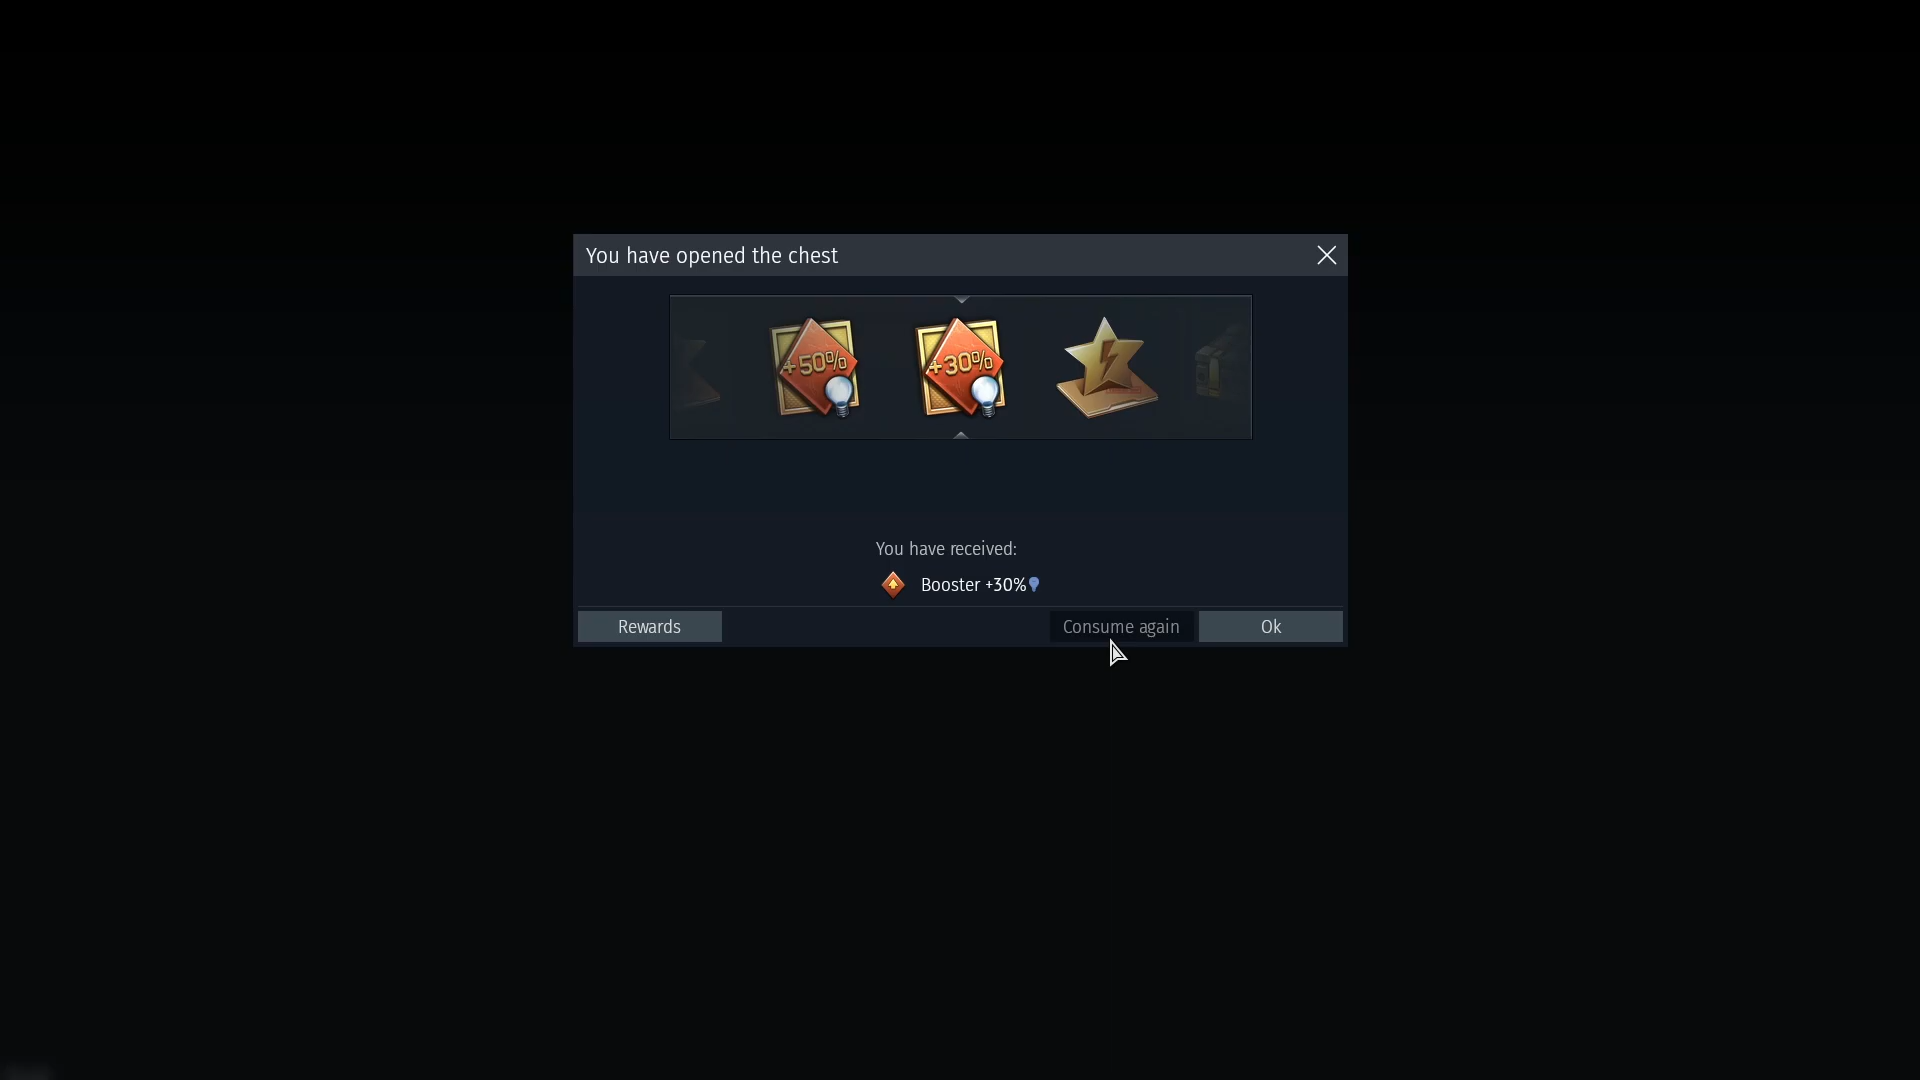 You have opened the chest
+50%
+30%
You have received:
Booster +30%
Rewards
Consume again
Ok